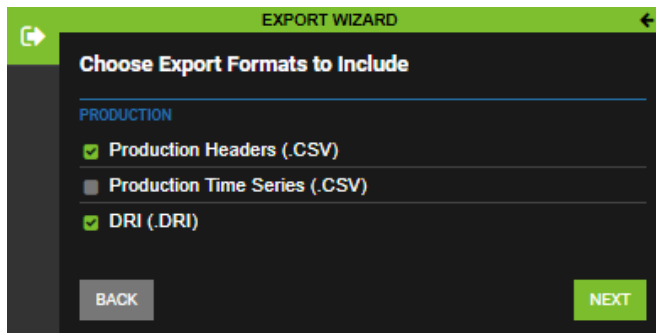 EXPORT WIZARD
Choose Export Formats to Include
PRODUCTION
Production Headers (.CSV)
Production Time Series (.CSV)
DRI (.DRI)
BACK
NEXT